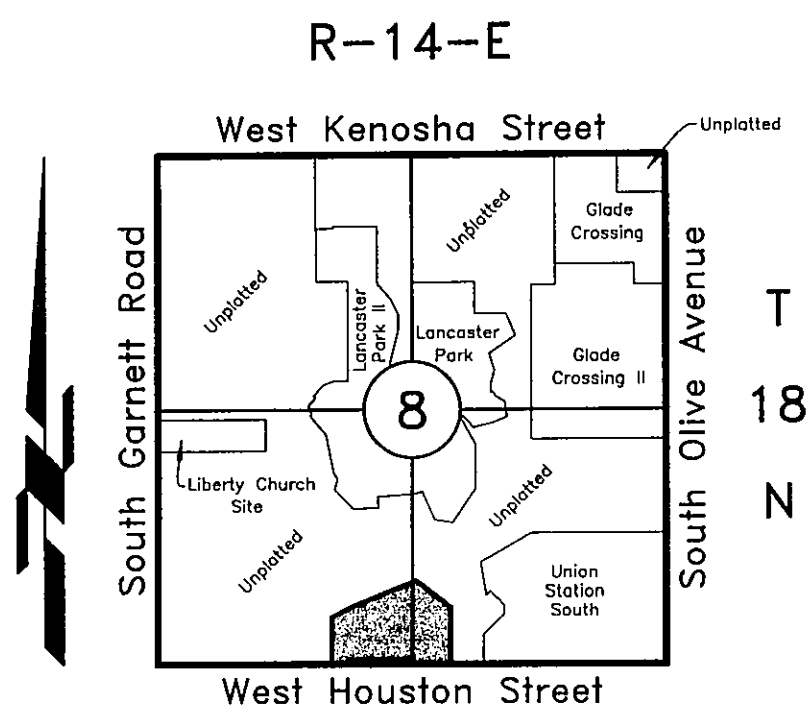 R-14-E
West Kenosha Street
Unplatted
Unplatted
Glade
Crossing
South Garnett Road
Unplatted
Lancaster
Park II
Lancaster
Park
Glade
Crossing II
South Olive Avenue
T
18
N
8
Liberty Church
Site
Unplatted
Unplatted
Union
Station
South
West Houston Street